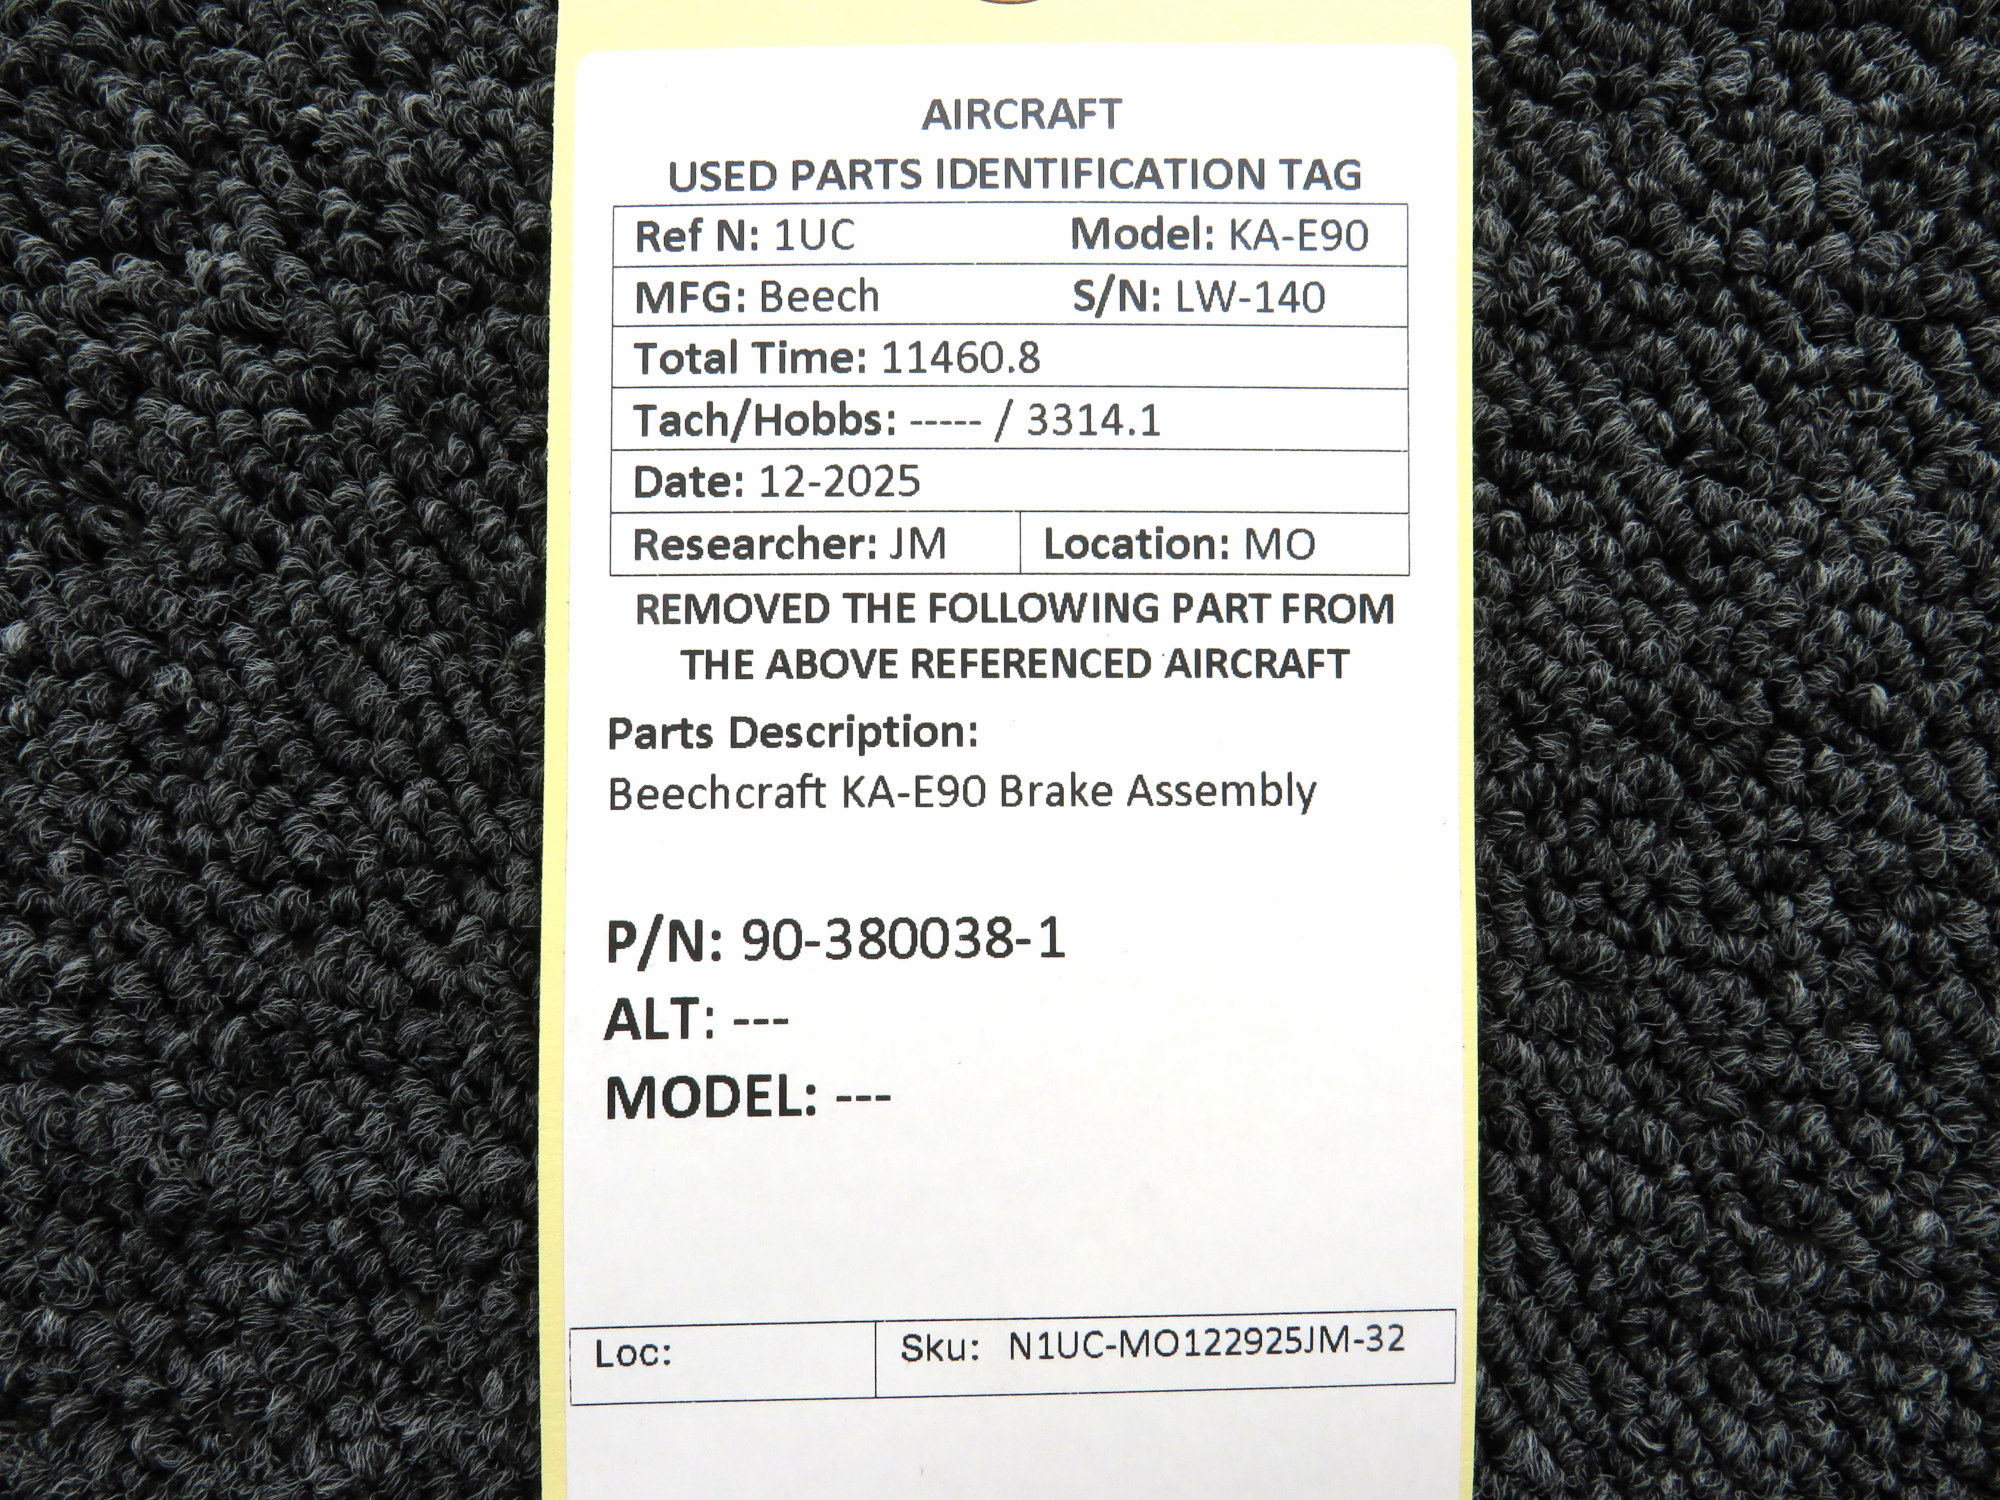 AIRCRAFT
USED PARTS IDENTIFICATION TAG
Ref N: 1UC Model: KA-E90
MFG: Beech S/N: LW-140
Total Time: 11460.8
Tach/Hobbs: ----- / 3314.1
Date: 12-2025
Researcher: JM Location: MO
REMOVED THE FOLLOWING PART FROM
THE ABOVE REFERENCED AIRCRAFT
Parts Description:
Beechcraft KA-E90 Brake Assembly
P/N: 90-380038-1
ALT: ---
MODEL: ---
Loc: Sku: N1UC-MO122925JM-32